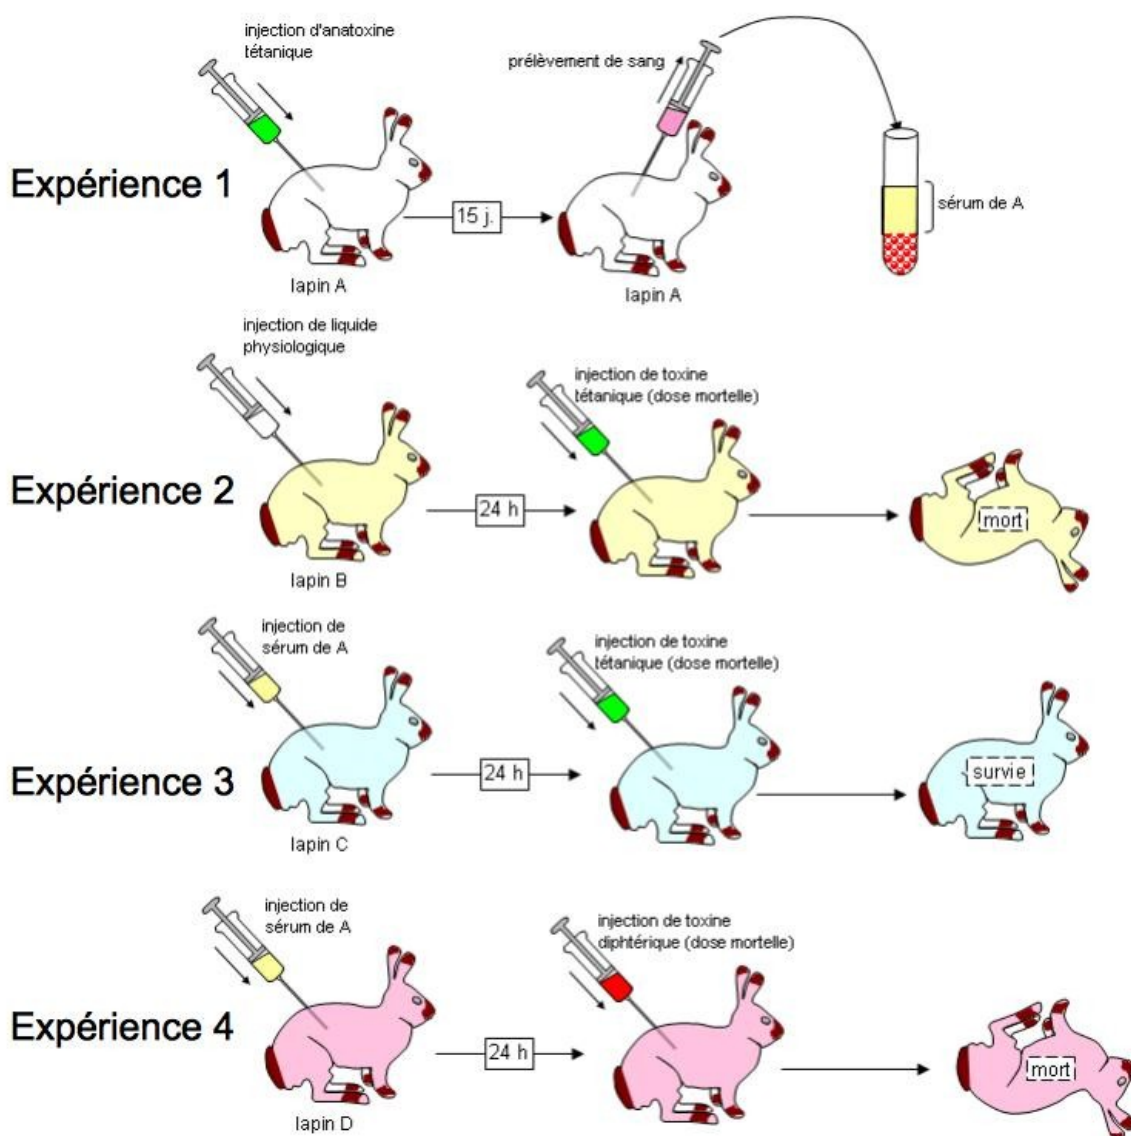 injection d'anatoxine
tétanique
prélèvement de sang
Expérience 1
15 j.
sérum de A
lapin A
lapin A
injection de liquide
physiologique
injection de toxine
tétanique (dose mortelle)
Expérience 2
24 h
mort
lapin B
injection de
sérum de A
injection de toxine
tétanique (dose mortelle)
Expérience 3
24 h
survie
lapin C
injection de
sérum de A
injection de toxine
diphtérique (dose mortelle)
Expérience 4
24 h
mort
lapin D